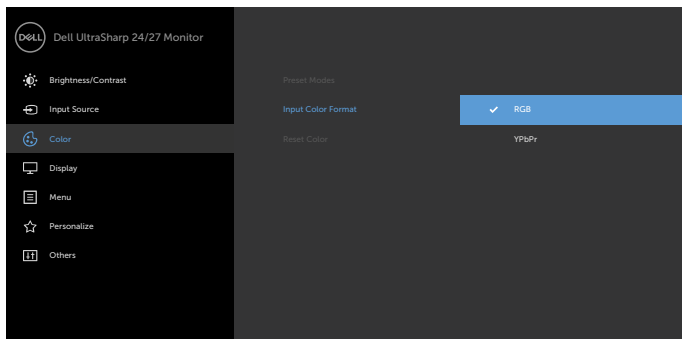 DELL Dell UltraSharp 24/27 Monitor
Brightness/Contrast
Input Source
Color
Display
Menu
Personalize
Others
Preset Modes
Input Color Format
Reset Color
RGB
YPbPr